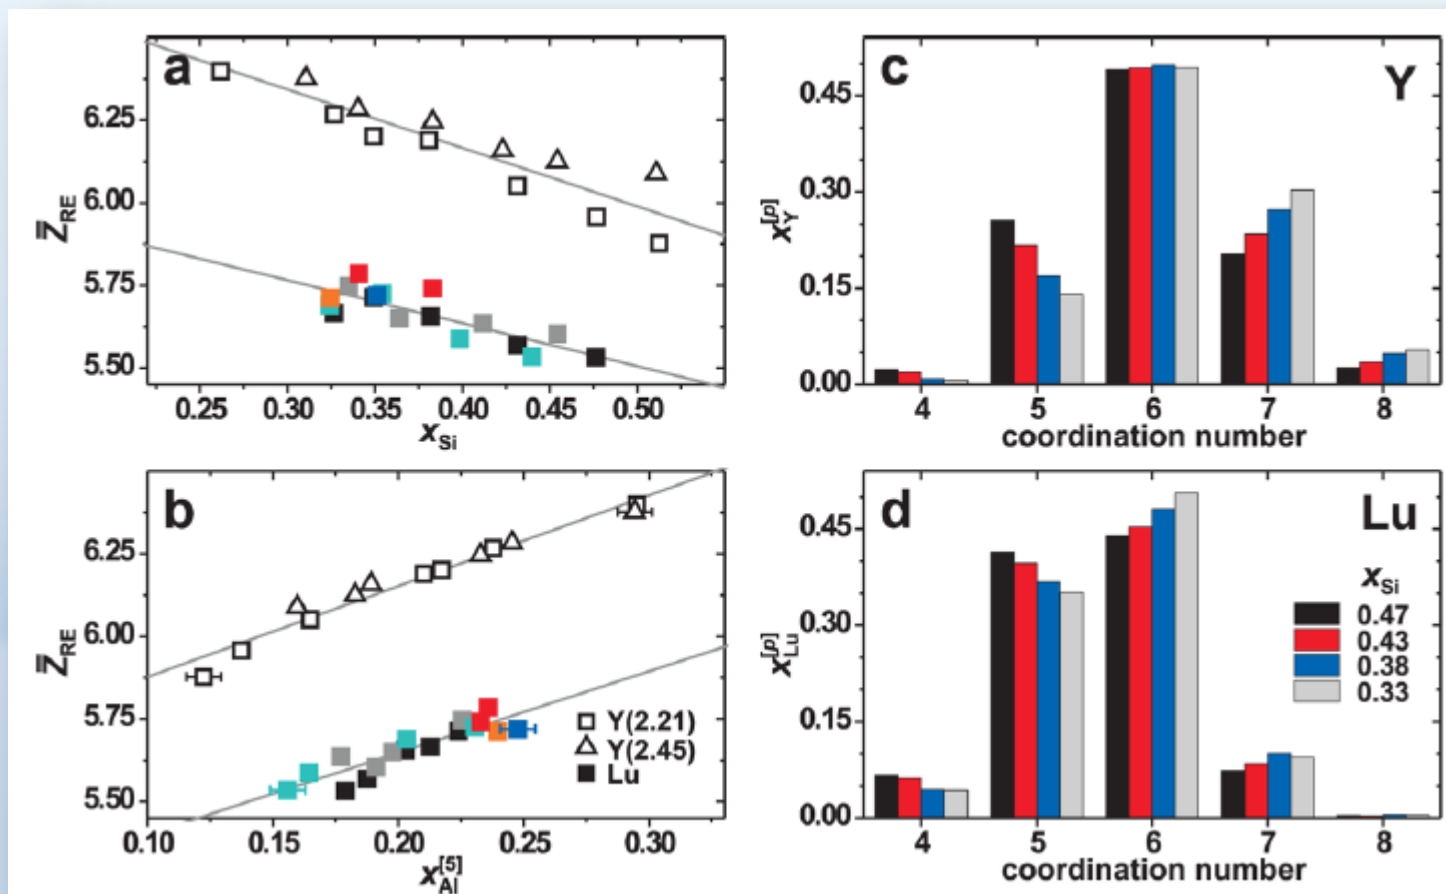 a
6.25
6.00
5.75
5.50
Z̿RE
0.25 0.30 0.35 0.40 0.45 0.50
xSi
b
6.25
6.00
5.75
5.50
Z̿RE
Y(2.21)
Y(2.45)
Lu
0.10 0.15 0.20 0.25 0.30
xAl[5]
c
Y
0.45
0.30
0.15
0.00
xY[p]
4 5 6 7 8
coordination number
d
Lu
0.45
0.30
0.15
0.00
xLu[p]
xSi
0.47
0.43
0.38
0.33
4 5 6 7 8
coordination number